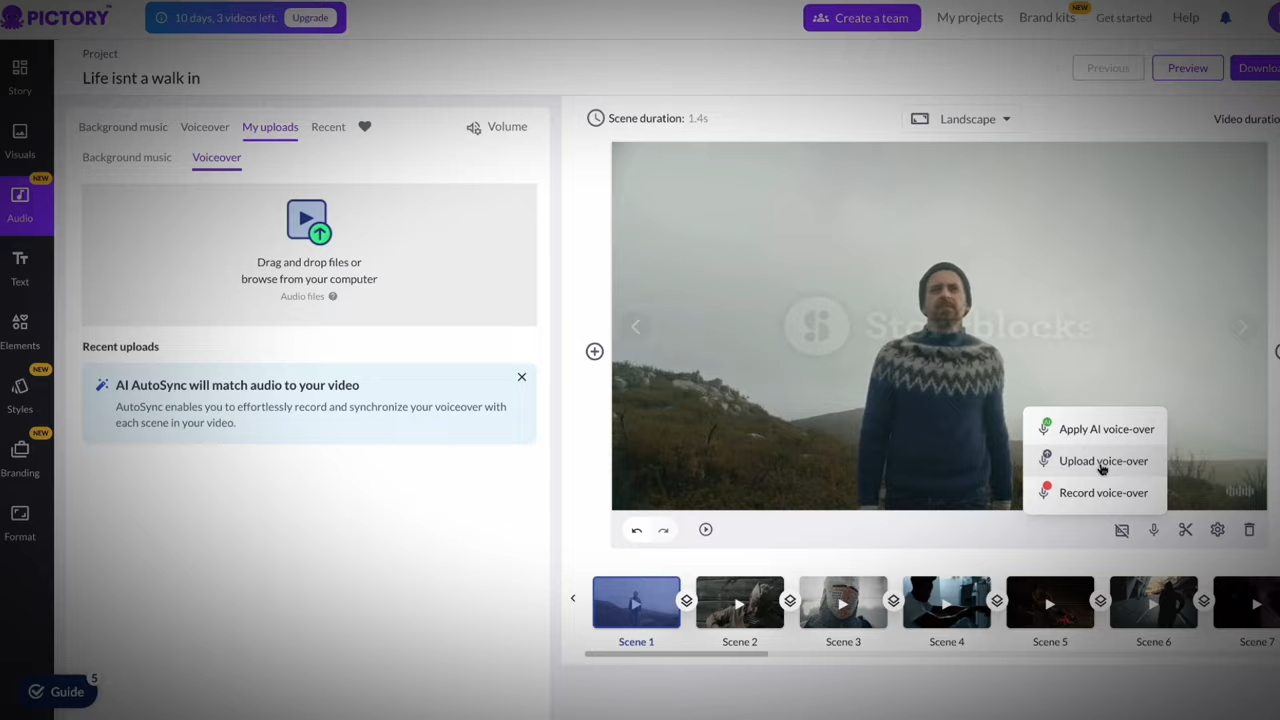 PICTORY
10 days, 3 videos left. Upgrade
Create a team
My projects
Brand kits
NEW
Get started
Help
Project
Life isnt a walk in
Previous
Preview
Story
Visuals
NEW
Audio
Text
Elements
NEW
Styles
NEW
Branding
Format
Background music Voiceover My uploads Recent
Volume
Background music Voiceover
Drag and drop files or
browse from your computer
Audio files ?
Recent uploads
AI AutoSync will match audio to your video
AutoSync enables you to effortlessly record and synchronize your voiceover with
each scene in your video.
Scene duration: 1.4s
Landscape
Video
Apply AI voice-over
Upload voice-over
Record voice-over
Scene 1
Scene 2
Scene 3
Scene 4
Scene 5
Scene 6
Scene 7
Guide
5